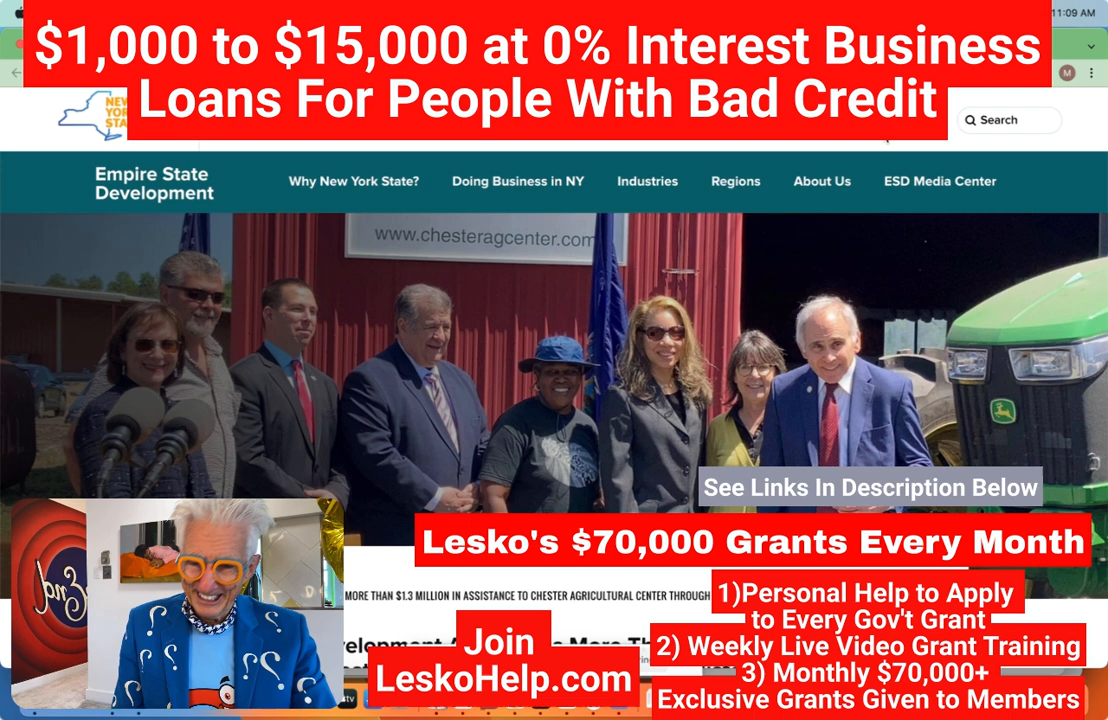 11:09 AM
$1,000 to $15,000 at 0% Interest Business
Loans For People With Bad Credit
M
Search
Empire State
Development
Why New York State?
Doing Business in NY
Industries
Regions
About Us
ESD Media Center
www.chesteragcenter.com
See Links In Description Below
Lesko's $70,000 Grants Every Month
MORE THAN $1.3 MILLION IN ASSISTANCE TO CHESTER AGRICULTURAL CENTER THROUGH
1)Personal Help to Apply
to Every Gov't Grant
2) Weekly Live Video Grant Training
3) Monthly $70,000+
Exclusive Grants Given to Members
Join
LeskoHelp.com